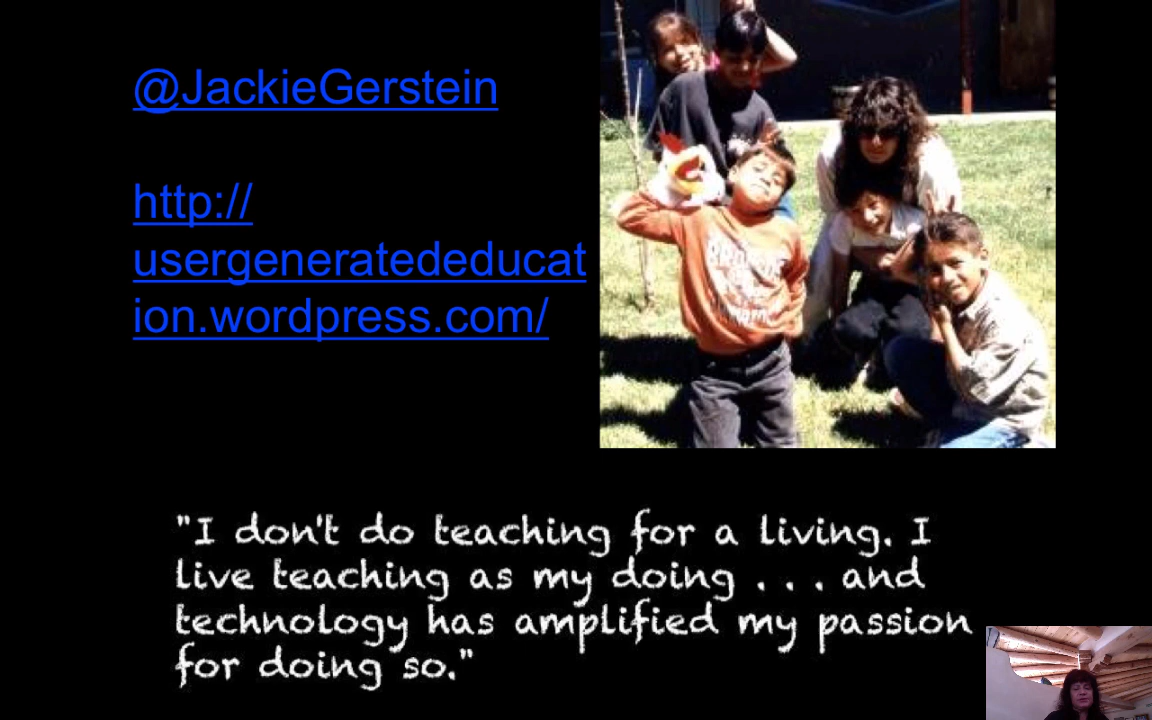 @JackieGerstein
http://
usergeneratededucat
ion.wordpress.com/
"I don't do teaching for a living. I
live teaching as my doing . . . and
technology has amplified my passion
for doing so."